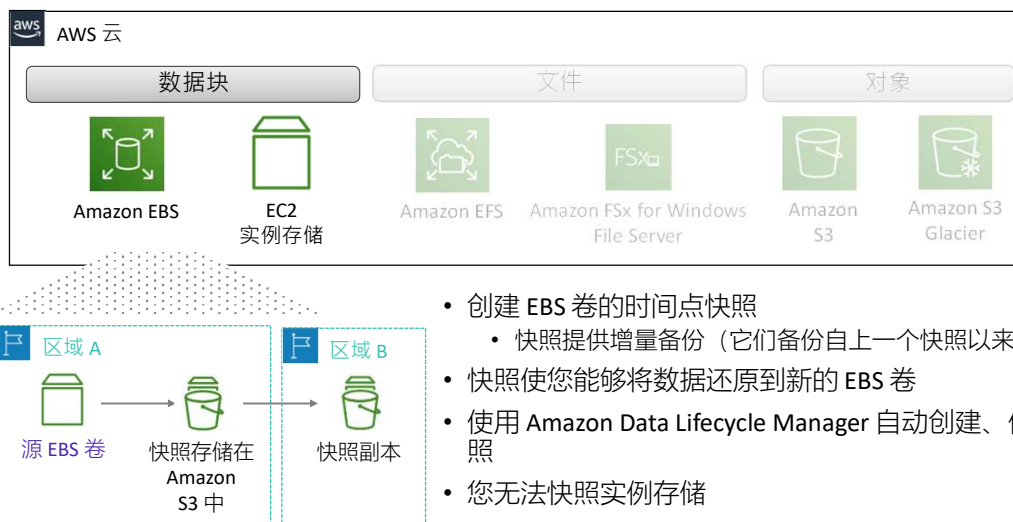 aws
AWS 云
数据块
文件
对象
FSx
Amazon EBS
EC2
实例存储
Amazon EFS
Amazon FSx for Windows
File Server
Amazon
S3
Amazon S3
Glacier
区域 A
区域 B
源 EBS 卷
快照存储在
Amazon
S3 中
快照副本
• 创建 EBS 卷的时间点快照
• 快照提供增量备份（它们备份自上一个快照以来
• 快照使您能够将数据还原到新的 EBS 卷
• 使用 Amazon Data Lifecycle Manager 自动创建、
照
• 您无法快照实例存储